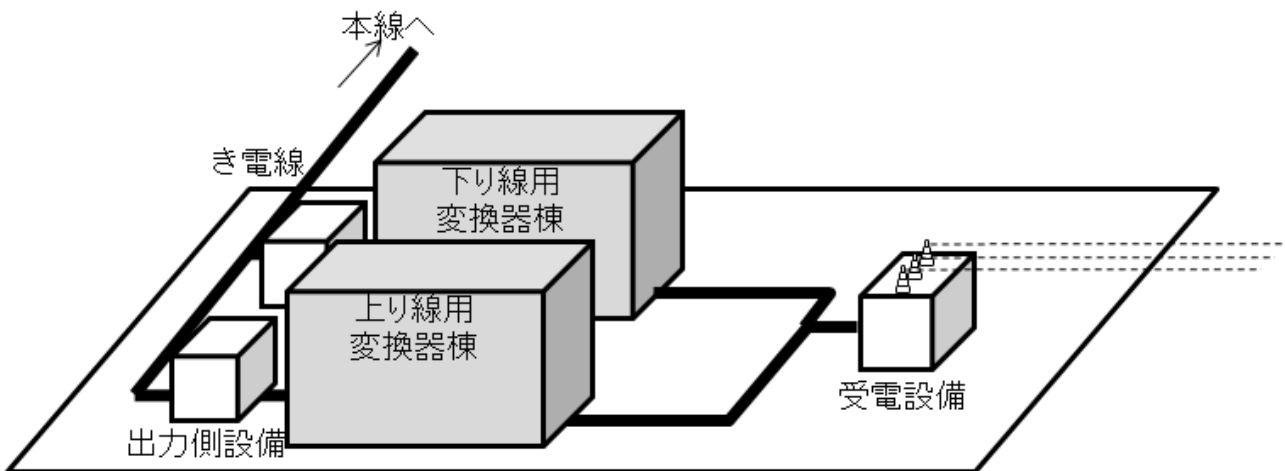 本線へ
き電線
下り線用
変換器棟
上り線用
変換器棟
受電設備
出力側設備